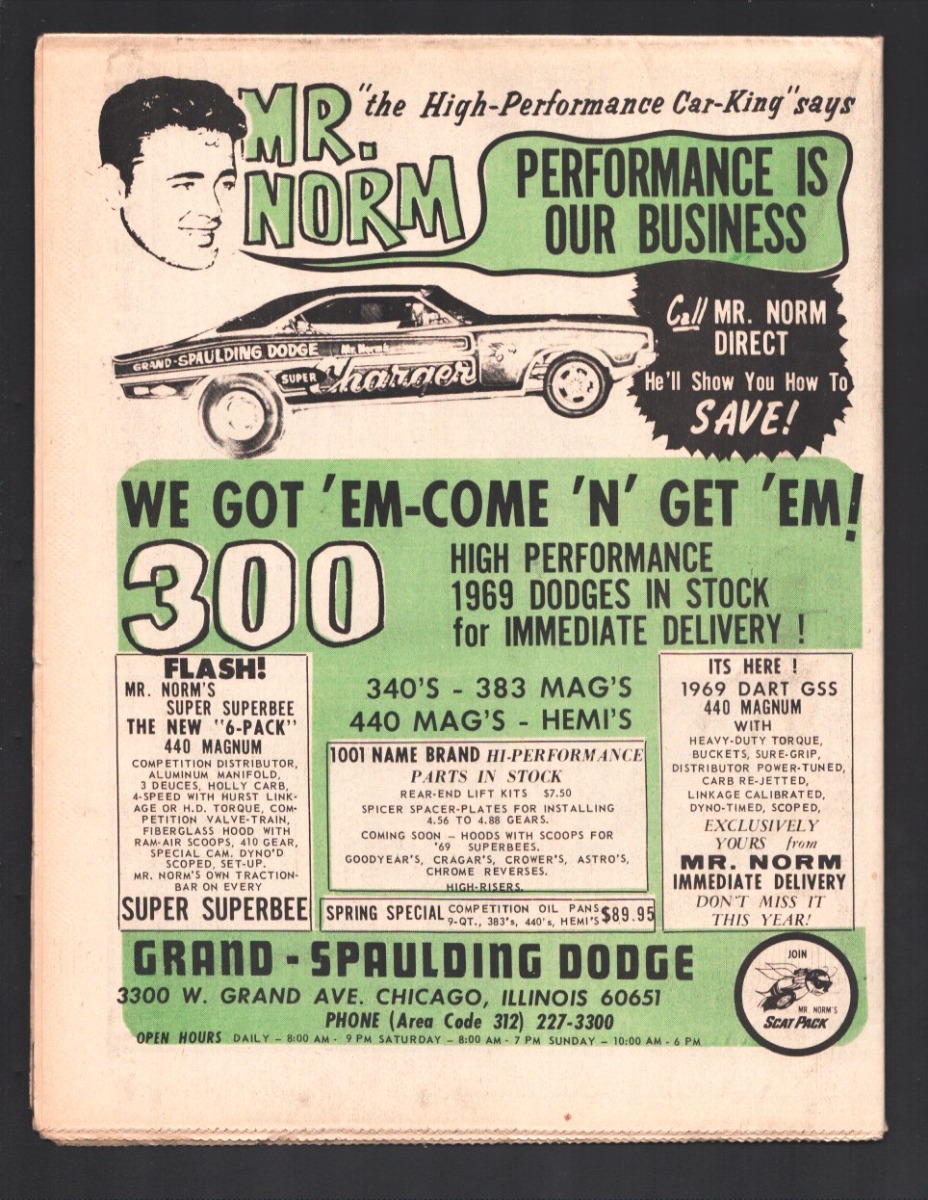 MR. NORM
"the High-Performance Car-King" says
PERFORMANCE IS
OUR BUSINESS
GRAND-SPAULDING DODGE
Mr. Norm's
SUPER Charger
Call MR. NORM
DIRECT
He'll Show You How To
SAVE!
WE GOT 'EM-COME 'N' GET 'EM!
300
HIGH PERFORMANCE
1969 DODGES IN STOCK
for IMMEDIATE DELIVERY !
FLASH!
MR. NORM'S
SUPER SUPERBEE
THE NEW "6-PACK"
440 MAGNUM
COMPETITION DISTRIBUTOR,
ALUMINUM MANIFOLD,
3 DEUCES, HOLLY CARB,
4-SPEED WITH HURST LINK-
AGE OR H.D. TORQUE, COM-
PETITION VALVE-TRAIN,
FIBERGLASS HOOD WITH
RAM-AIR SCOOPS, 410 GEAR,
SPECIAL CAM. DYNO'D
SCOPED, SET-UP.
MR. NORM'S OWN TRACTION-
BAR ON EVERY
SUPER SUPERBEE
340'S - 383 MAG'S
440 MAG'S - HEMI'S
1001 NAME BRAND HI-PERFORMANCE
PARTS IN STOCK
REAR-END LIFT KITS $7.50
SPICER SPACER-PLATES FOR INSTALLING
4.56 TO 4.88 GEARS.
COMING SOON – HOODS WITH SCOOPS FOR
'69 SUPERBEES.
GOODYEAR'S, CRAGAR'S, CROWER'S, ASTRO'S,
CHROME REVERSES.
HIGH-RISERS.
SPRING SPECIAL COMPETITION OIL PANS $89.95
9-QT., 383's, 440's, HEMI'S
ITS HERE !
1969 DART GSS
440 MAGNUM
WITH
HEAVY-DUTY TORQUE,
BUCKETS, SURE-GRIP,
DISTRIBUTOR POWER-TUNED,
CARB RE-JETTED,
LINKAGE CALIBRATED,
DYNO-TIMED, SCOPED,
EXCLUSIVELY
YOURS from
MR. NORM
IMMEDIATE DELIVERY
DON'T MISS IT
THIS YEAR!
GRAND - SPAULDING DODGE
3300 W. GRAND AVE. CHICAGO, ILLINOIS 60651
PHONE (Area Code 312) 227-3300
OPEN HOURS DAILY – 8:00 AM - 9 PM SATURDAY – 8:00 AM - 7 PM SUNDAY – 10:00 AM - 6 PM
JOIN
MR. NORM'S
SCAT PACK